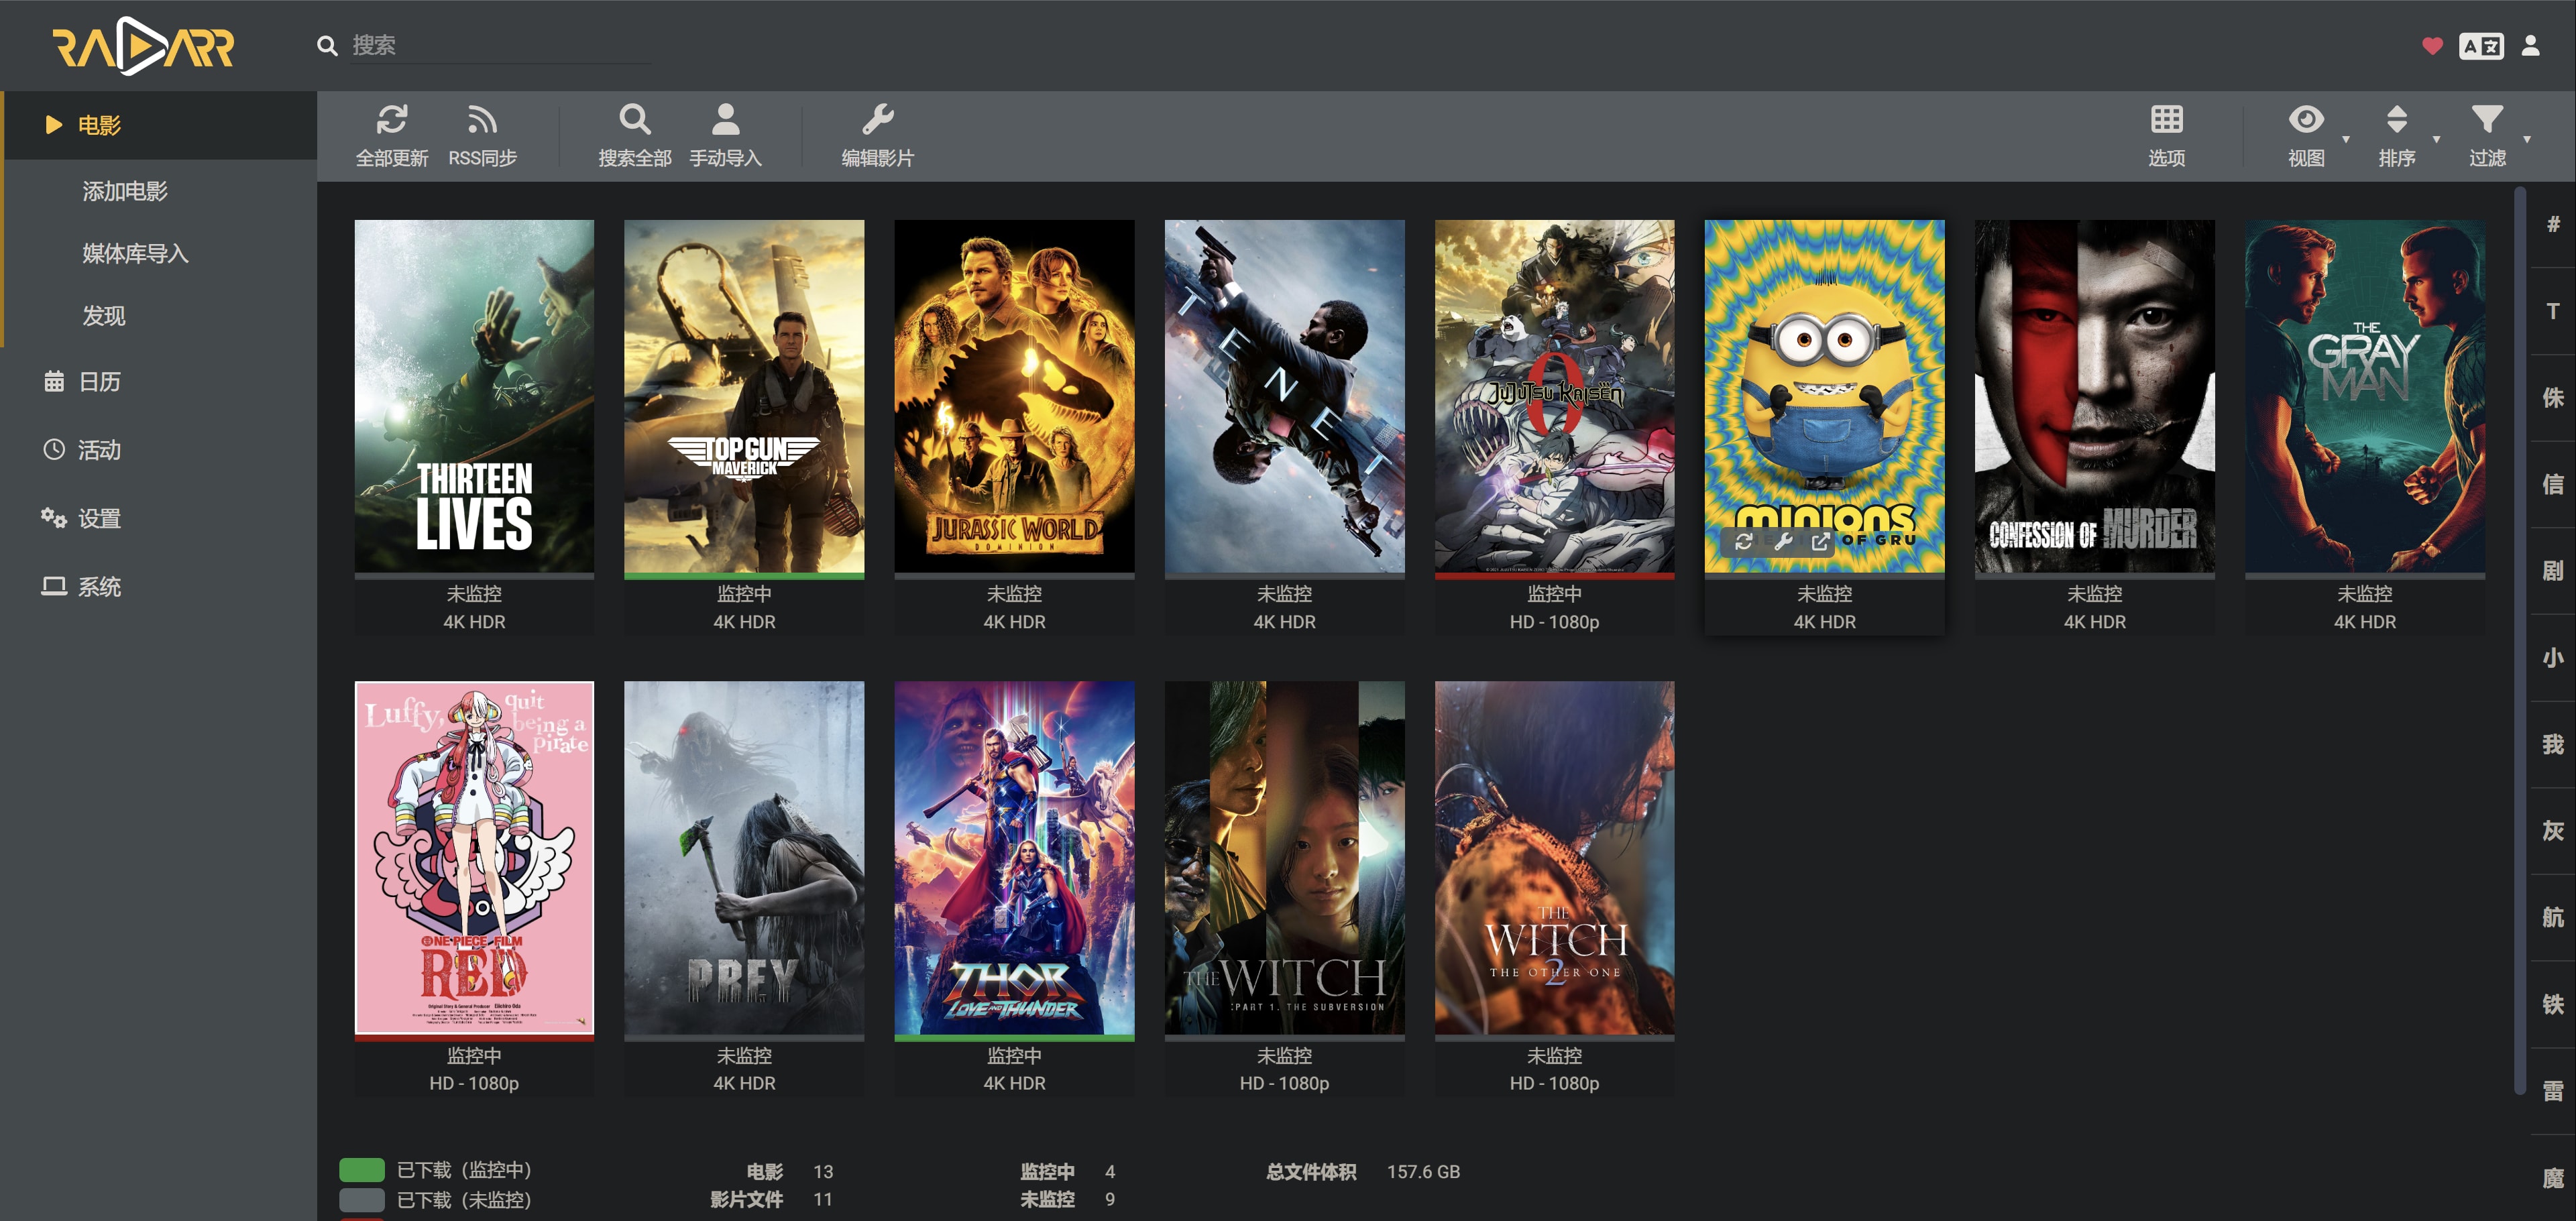 RADARR
搜索
A 文
电影
添加电影
媒体库导入
发现
日历
活动
设置
系统
全部更新
RSS同步
搜索全部
手动导入
编辑影片
选项
视图
排序
过滤
THIRTEEN
LIVES
未监控
4K HDR
TOPGUN
MAVERICK
监控中
4K HDR
JURASSIC WORLD
DOMINION
未监控
4K HDR
TENET
未监控
4K HDR
0
JUJUTSU KAISEN
监控中
HD - 1080p
minions
OF GRU
未监控
4K HDR
CONFESSION OF MURDER
未监控
4K HDR
THE
GRAY
MAN
未监控
4K HDR
Luffy, quit
being a
pirate
ONE PIECE FILM
RED
Original Story & General Producer Eiichiro Oda
监控中
HD - 1080p
PREY
未监控
4K HDR
THOR
LOVE AND THUNDER
监控中
4K HDR
THE WITCH
:PART 1. THE SUBVERSION
未监控
HD - 1080p
THE
WITCH
2
THE OTHER ONE
未监控
HD - 1080p
#
T
侏
信
剧
小
我
灰
航
铁
雷
魔
已下载（监控中）
已下载（未监控）
电影 13
影片文件 11
监控中 4
未监控 9
总文件体积 157.6 GB